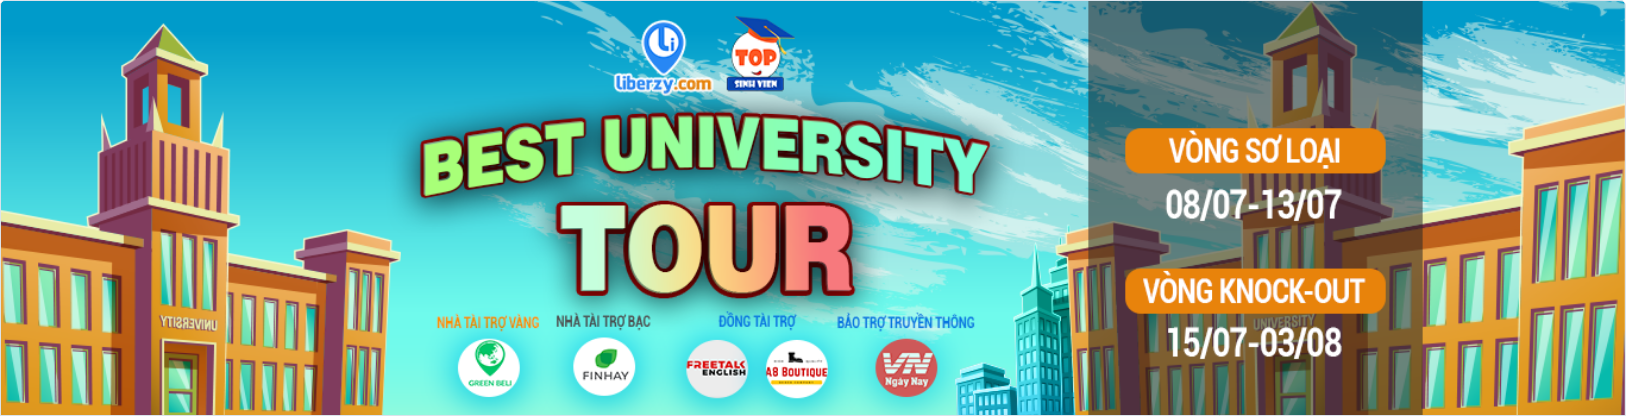 Li
liberzy.com
TOP
SINH VIEN
BEST UNIVERSITY
TOUR
NHÀ TÀI TRỢ VÀNG
NHÀ TÀI TRỢ BẠC
ĐỒNG TÀI TRỢ
BẢO TRỢ TRUYỀN THÔNG
GREEN BELI
FINHAY
FREETALK
ENGLISH
A8 BOUTIQUE
VN
Ngày Nay
UNIVERSITY
VÒNG SƠ LOẠI
08/07-13/07
VÒNG KNOCK-OUT
UNIVERSITY
15/07-03/08